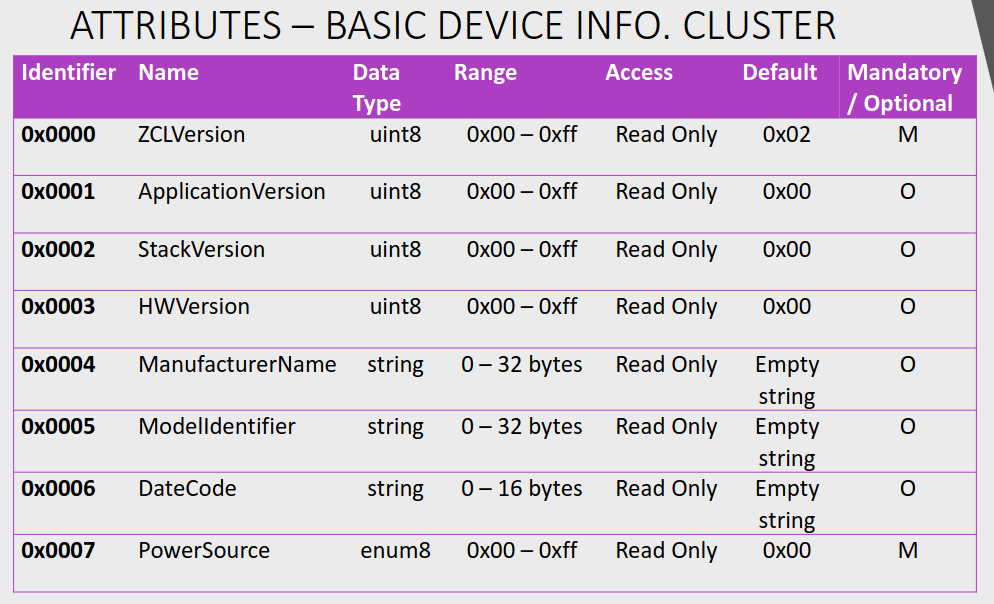 ATTRIBUTES – BASIC DEVICE INFO. CLUSTER
Identifier Name Data Type Range Access Default Mandatory / Optional
0x0000 ZCLVersion uint8 0x00 – 0xff Read Only 0x02 M
0x0001 ApplicationVersion uint8 0x00 – 0xff Read Only 0x00 O
0x0002 StackVersion uint8 0x00 – 0xff Read Only 0x00 O
0x0003 HWVersion uint8 0x00 – 0xff Read Only 0x00 O
0x0004 ManufacturerName string 0 – 32 bytes Read Only Empty string O
0x0005 ModelIdentifier string 0 – 32 bytes Read Only Empty string O
0x0006 DateCode string 0 – 16 bytes Read Only Empty string O
0x0007 PowerSource enum8 0x00 – 0xff Read Only 0x00 M